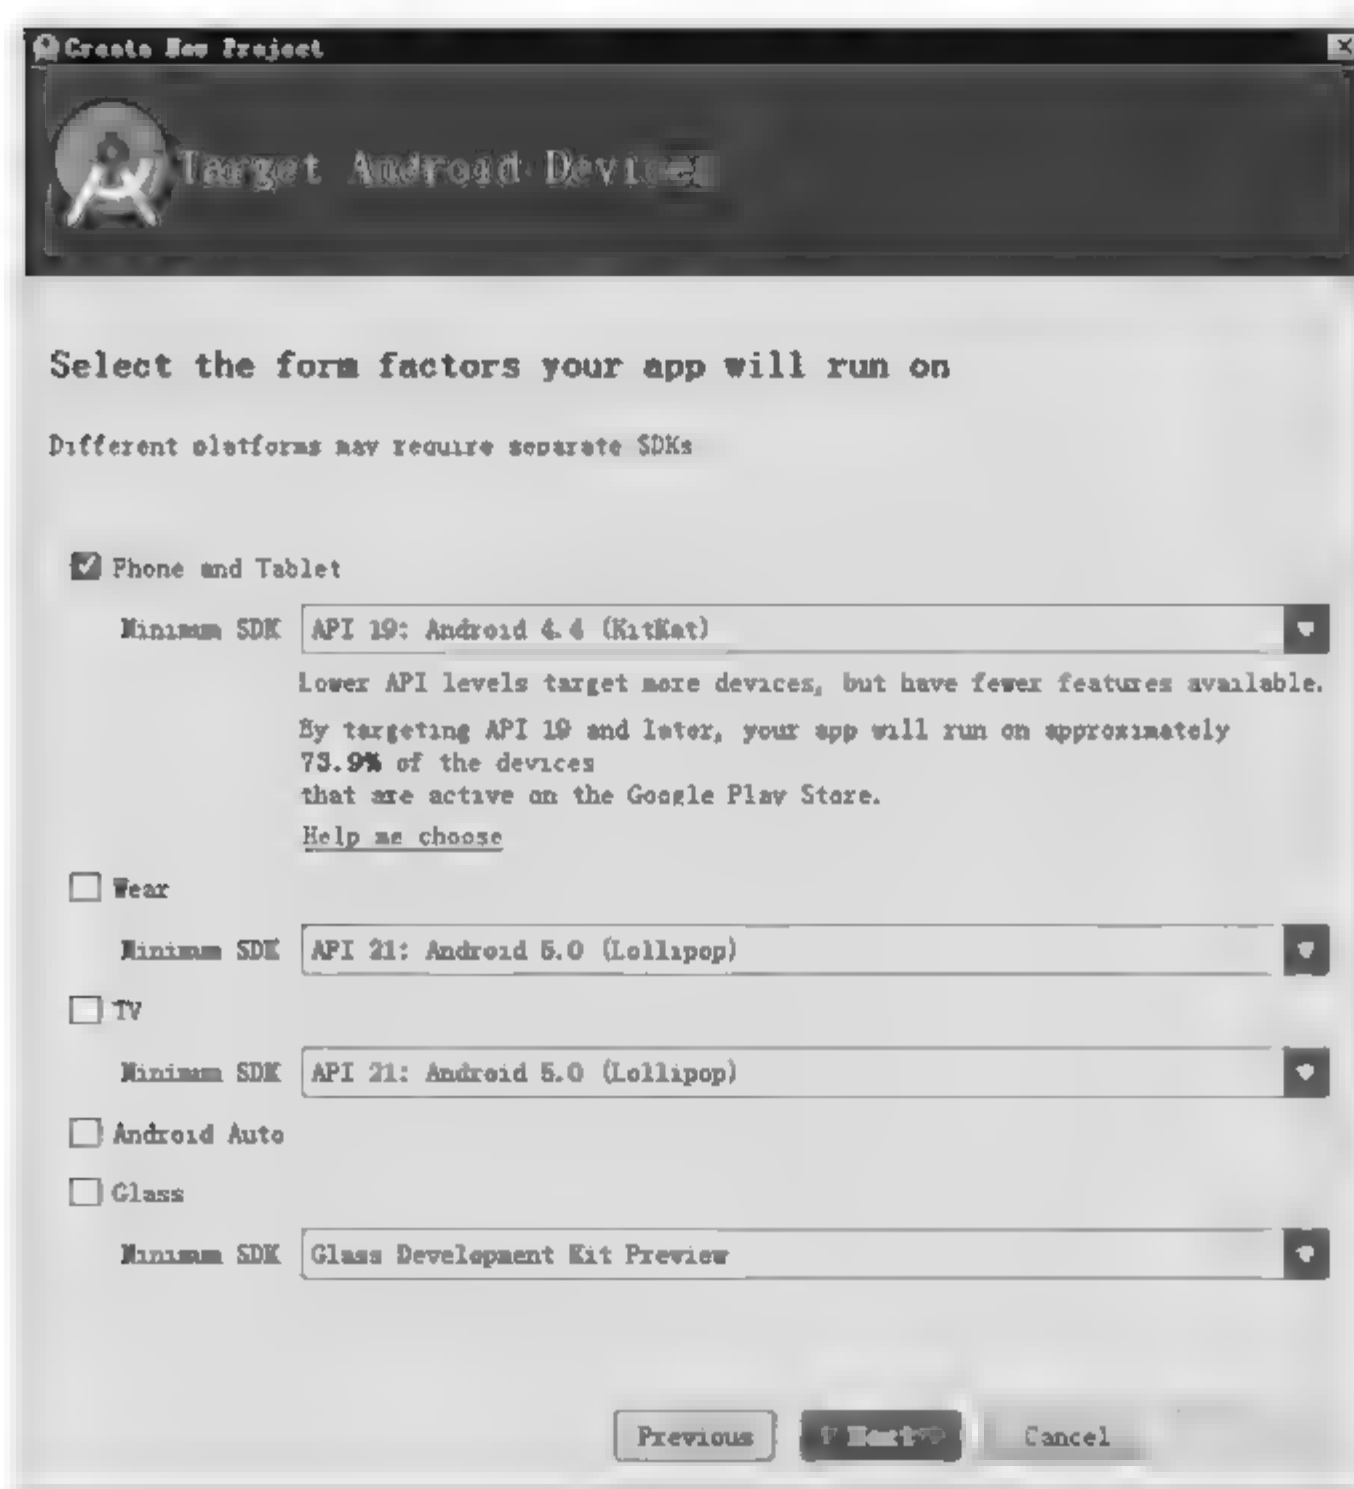 Create New Project
Target Android Devices
Select the form factors your app will run on
Different platforms may require separate SDKs
Phone and Tablet
Minimum SDK API 19: Android 4.4 (KitKat)
Lower API levels target more devices, but have fewer features available.
By targeting API 19 and later, your app will run on approximately
73.9% of the devices
that are active on the Google Play Store.
Help me choose
Wear
Minimum SDK API 21: Android 5.0 (Lollipop)
TV
Minimum SDK API 21: Android 5.0 (Lollipop)
Android Auto
Glass
Minimum SDK Glass Development Kit Preview
Previous Next Cancel